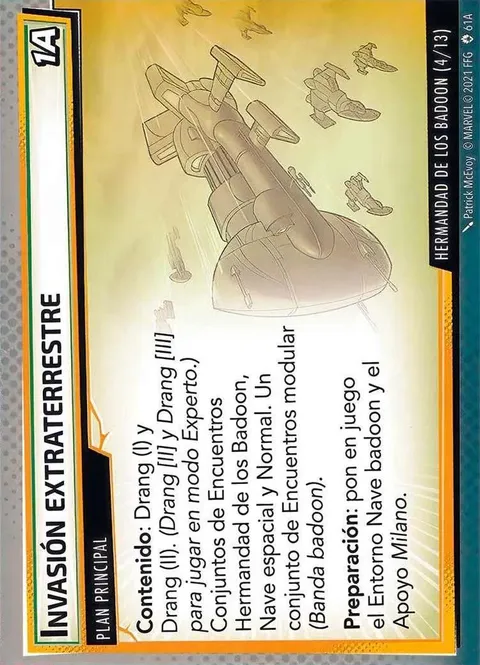 INVASIÓN EXTRATERRESTRE
1A
PLAN PRINCIPAL
Contenido: Drang (I) y
Drang (II). (Drang [II] y Drang [III]
para jugar en modo Experto.)
Conjuntos de Encuentros
Hermandad de los Badoon,
Nave espacial y Normal. Un
conjunto de Encuentros modular
(Banda badoon).
Preparación: pon en juego
el Entorno Nave badoon y el
Apoyo Milano.
HERMANDAD DE LOS BADOON (4/13)
Patrick McEvoy © MARVEL © 2021 FFG 61A